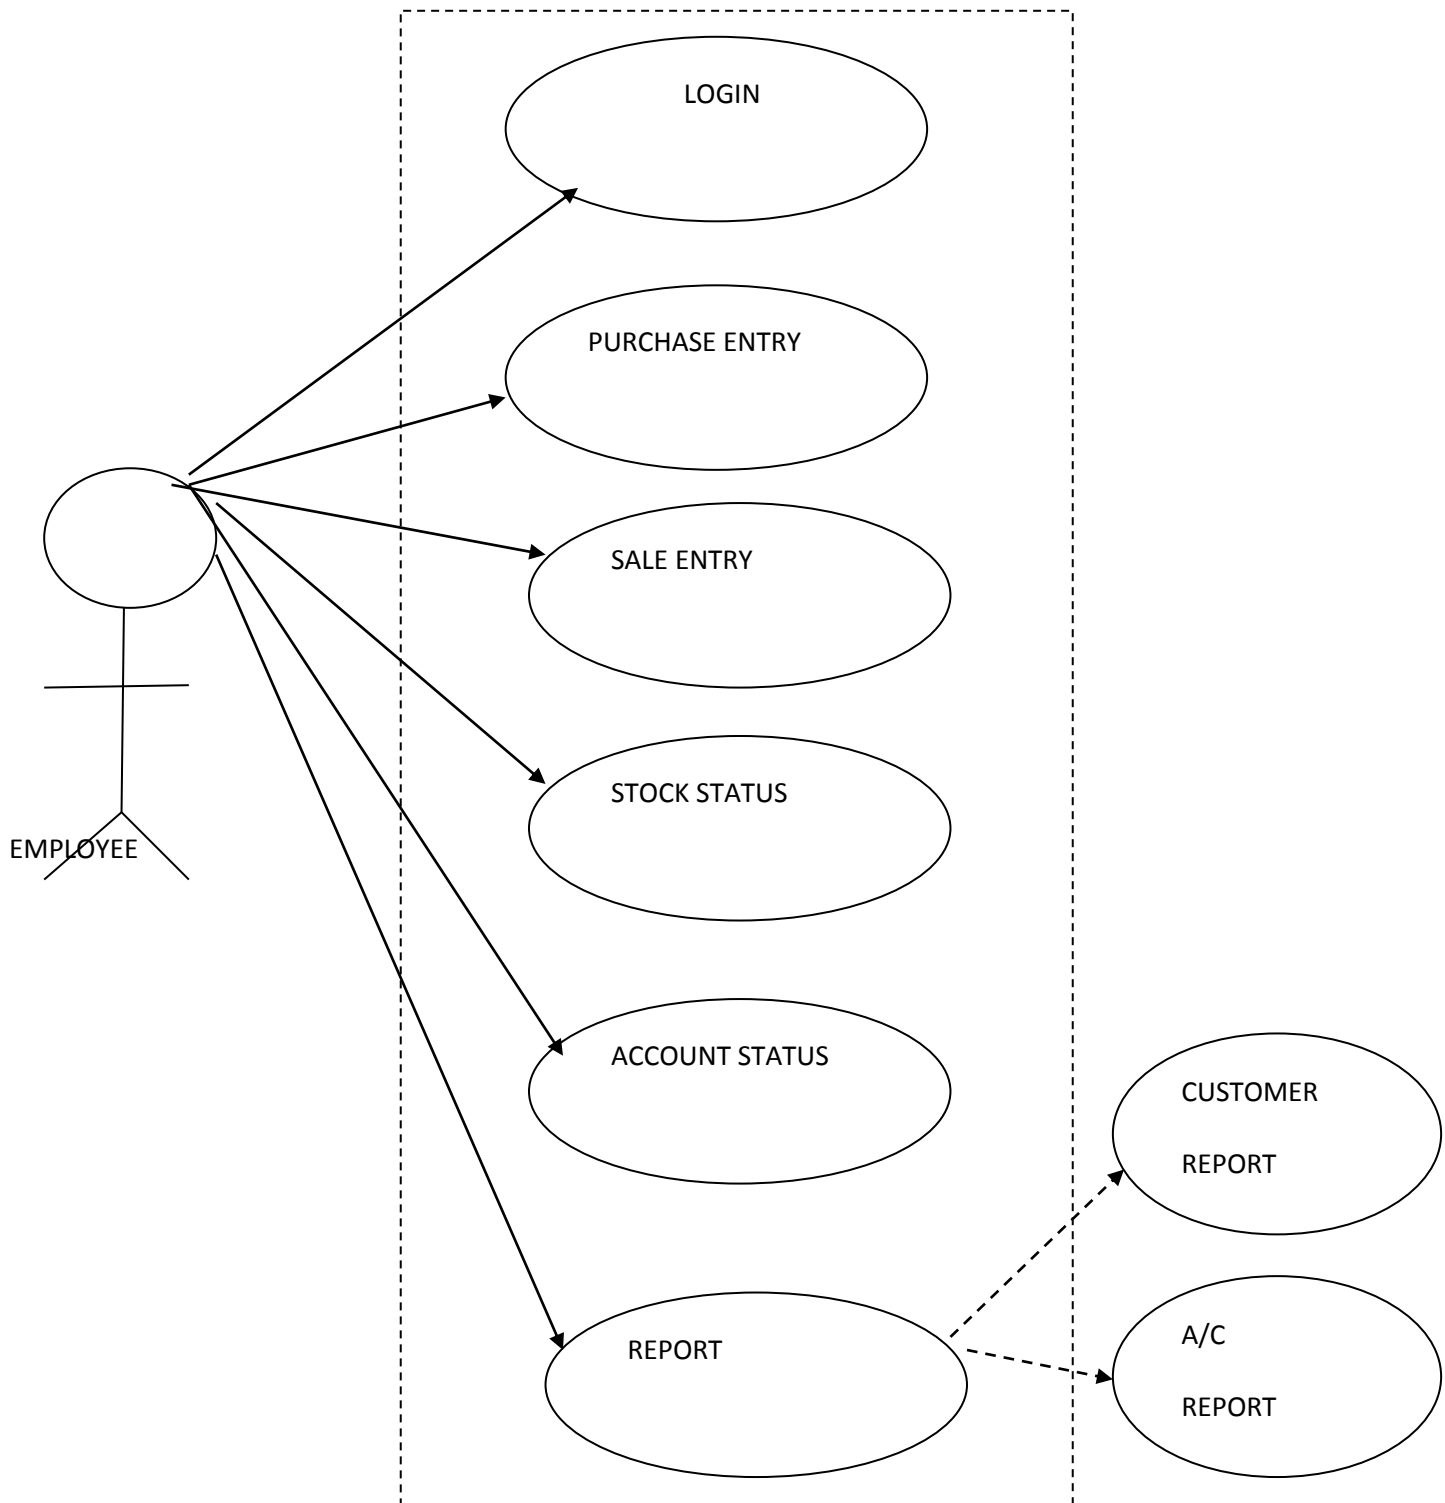 LOGIN
PURCHASE ENTRY
SALE ENTRY
STOCK STATUS
EMPLOYEE
ACCOUNT STATUS
CUSTOMER
REPORT
REPORT
A/C
REPORT